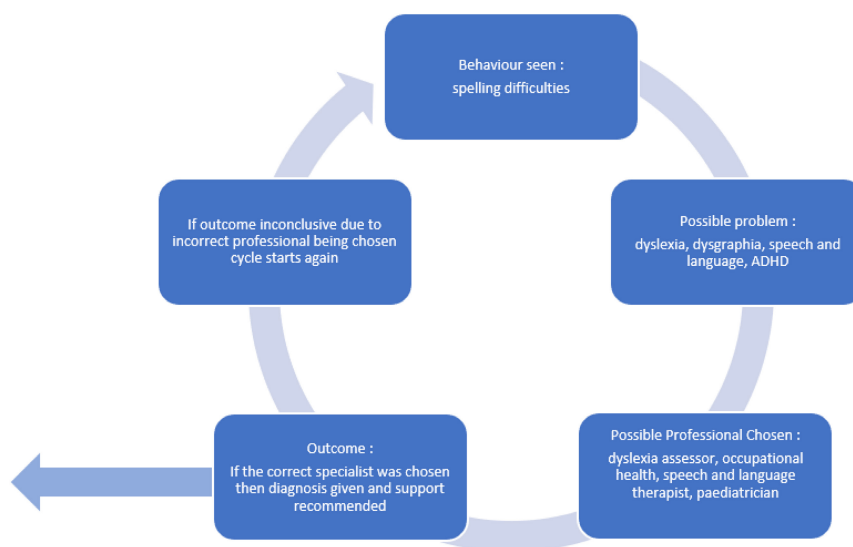 Behaviour seen :
spelling difficulties
Possible problem :
dyslexia, dysgraphia, speech and
language, ADHD
Possible Professional Chosen :
dyslexia assessor, occupational
health, speech and language
therapist, paediatrician
Outcome :
If the correct specialist was chosen
then diagnosis given and support
recommended
If outcome inconclusive due to
incorrect professional being chosen
cycle starts again